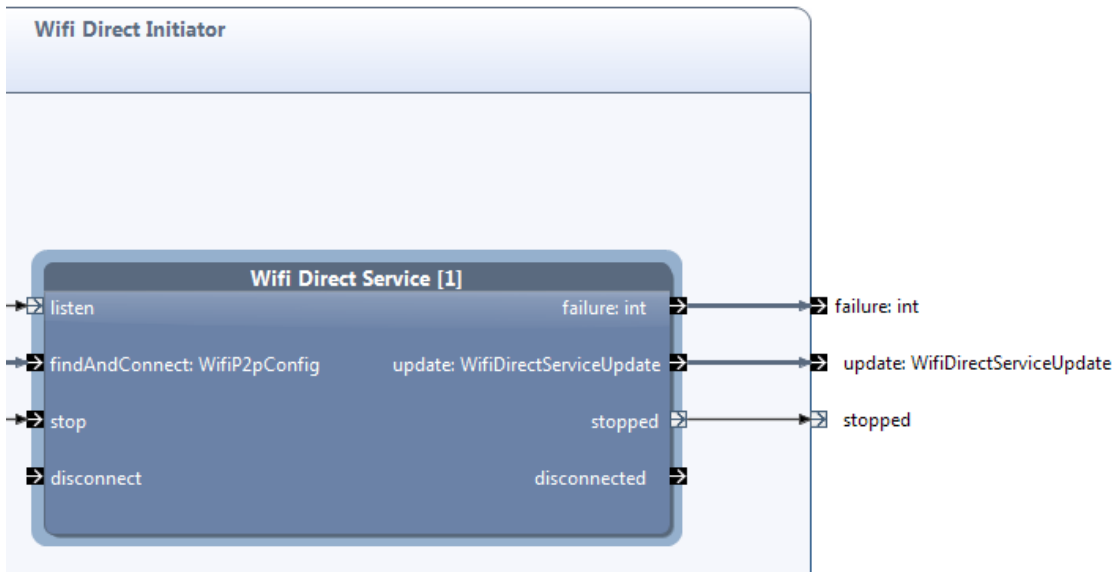 Wifi Direct Initiator
Wifi Direct Service [1]
listen
failure: int
failure: int
findAndConnect: WifiP2pConfig
update: WifiDirectServiceUpdate
update: WifiDirectServiceUpdate
stop
stopped
stopped
disconnect
disconnected